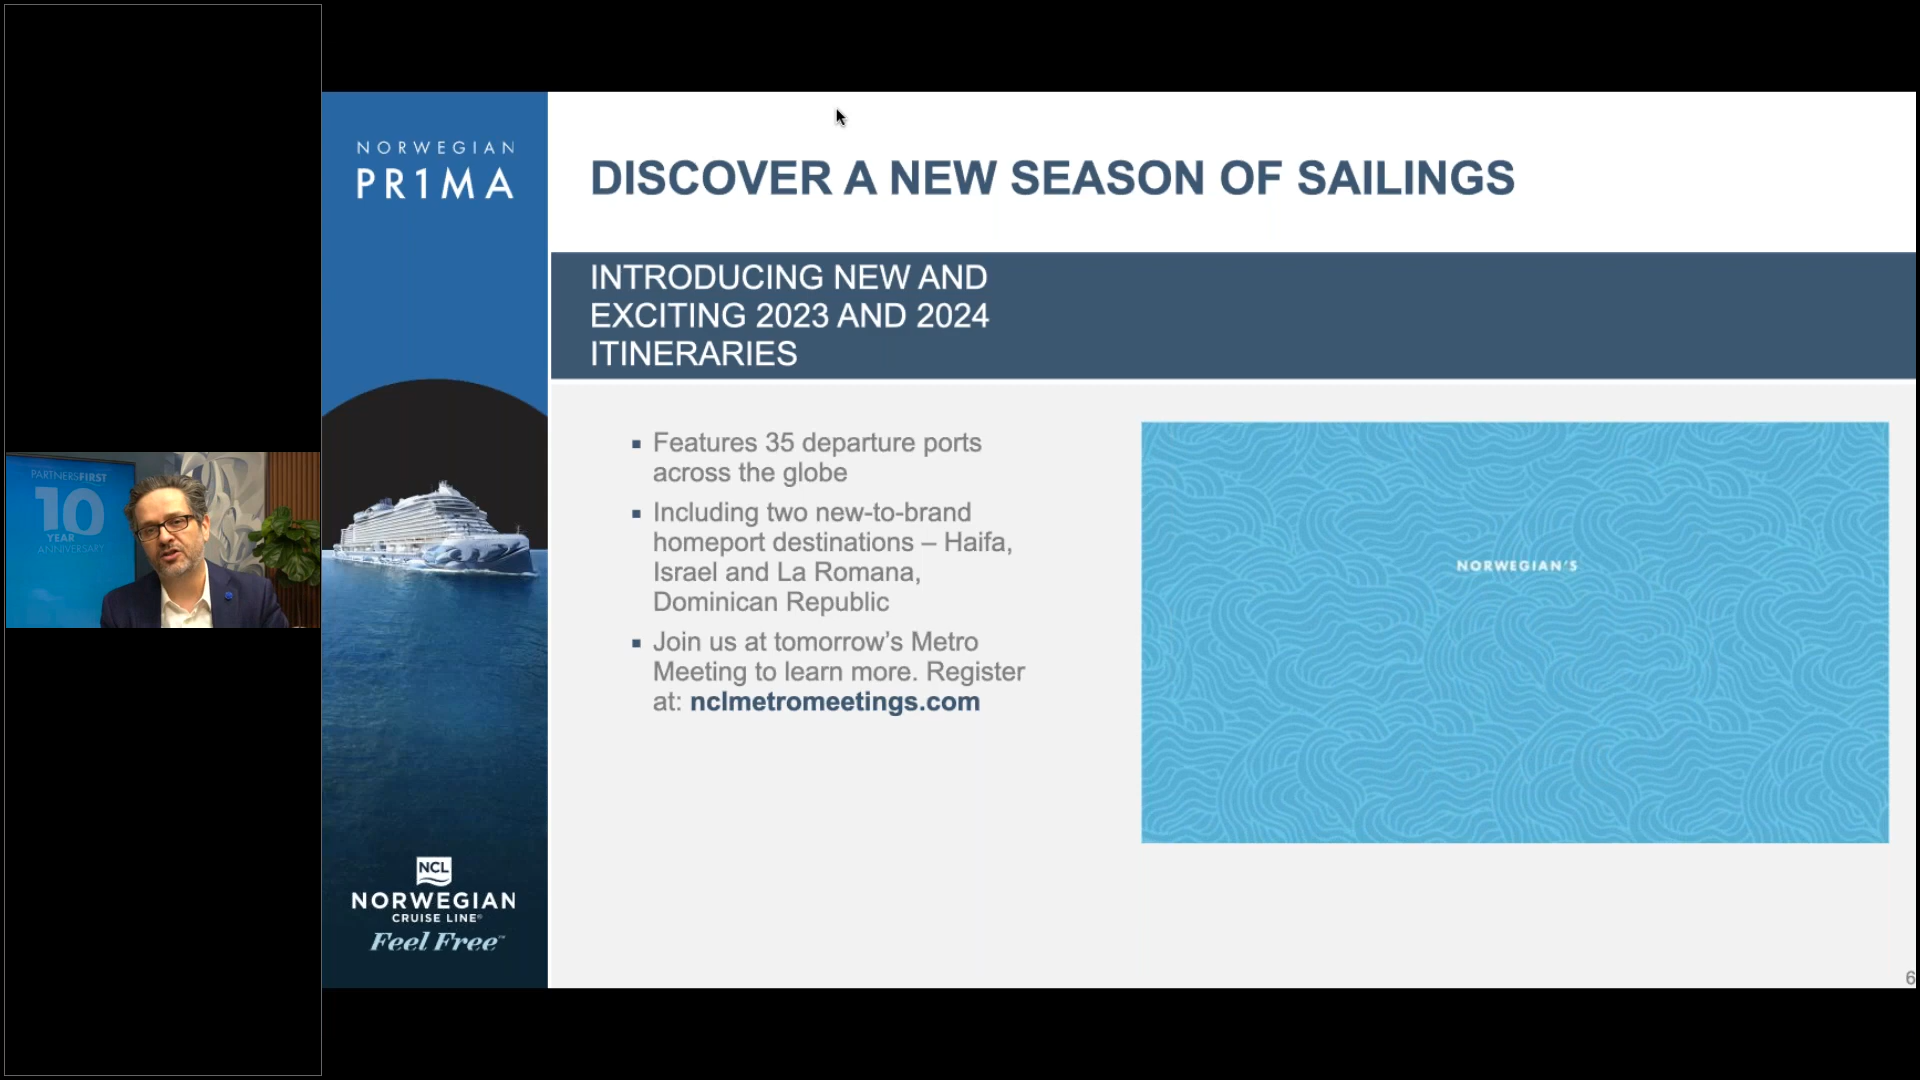 PARTNERSFIRST
10
YEAR
ANNIVERSARY
NORWEGIAN
PR1MA
NCL
NORWEGIAN
CRUISE LINE®
Feel Free™
DISCOVER A NEW SEASON OF SAILINGS
INTRODUCING NEW AND
EXCITING 2023 AND 2024
ITINERARIES
▪ Features 35 departure ports
across the globe
▪ Including two new-to-brand
homeport destinations – Haifa,
Israel and La Romana,
Dominican Republic
▪ Join us at tomorrow’s Metro
Meeting to learn more. Register
at: nclmetromeetings.com
NORWEGIAN'S
6